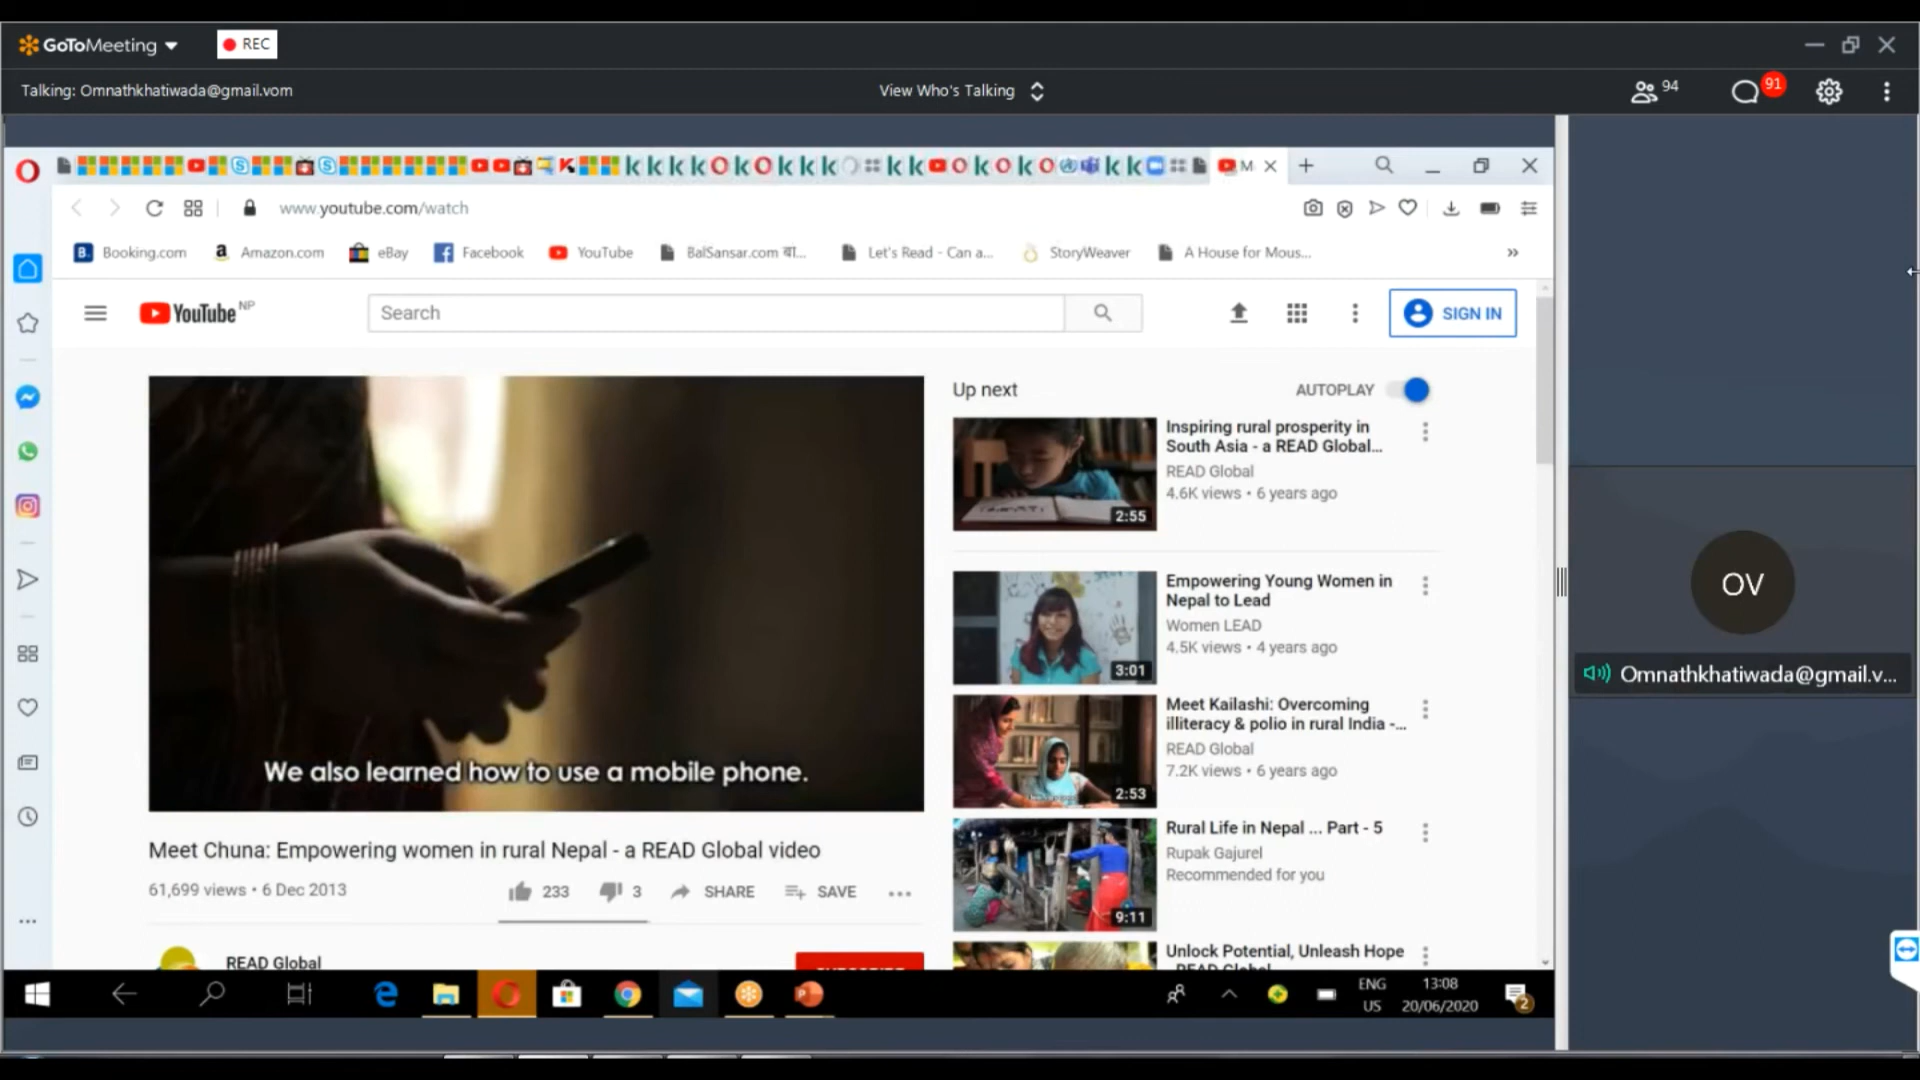 GoToMeeting
REC
Talking: Omnathkhatiwada@gmail.vom
View Who's Talking
94
91
M
www.youtube.com/watch
Booking.com
Amazon.com
eBay
Facebook
YouTube
BalSansar.com बा...
Let's Read - Can a...
StoryWeaver
A House for Mous...
YouTube NP
Search
SIGN IN
We also learned how to use a mobile phone.
Meet Chuna: Empowering women in rural Nepal - a READ Global video
61,699 views • 6 Dec 2013
233
3
SHARE
SAVE
READ Global
Up next
AUTOPLAY
Inspiring rural prosperity in
South Asia - a READ Global...
READ Global
4.6K views • 6 years ago
2:55
Empowering Young Women in
Nepal to Lead
Women LEAD
4.5K views • 4 years ago
3:01
Meet Kailashi: Overcoming
illiteracy & polio in rural India -...
READ Global
7.2K views • 6 years ago
2:53
Rural Life in Nepal ... Part - 5
Rupak Gajurel
Recommended for you
9:11
Unlock Potential, Unleash Hope
OV
Omnathkhatiwada@gmail.v...
ENG
US
13:08
20/06/2020
2